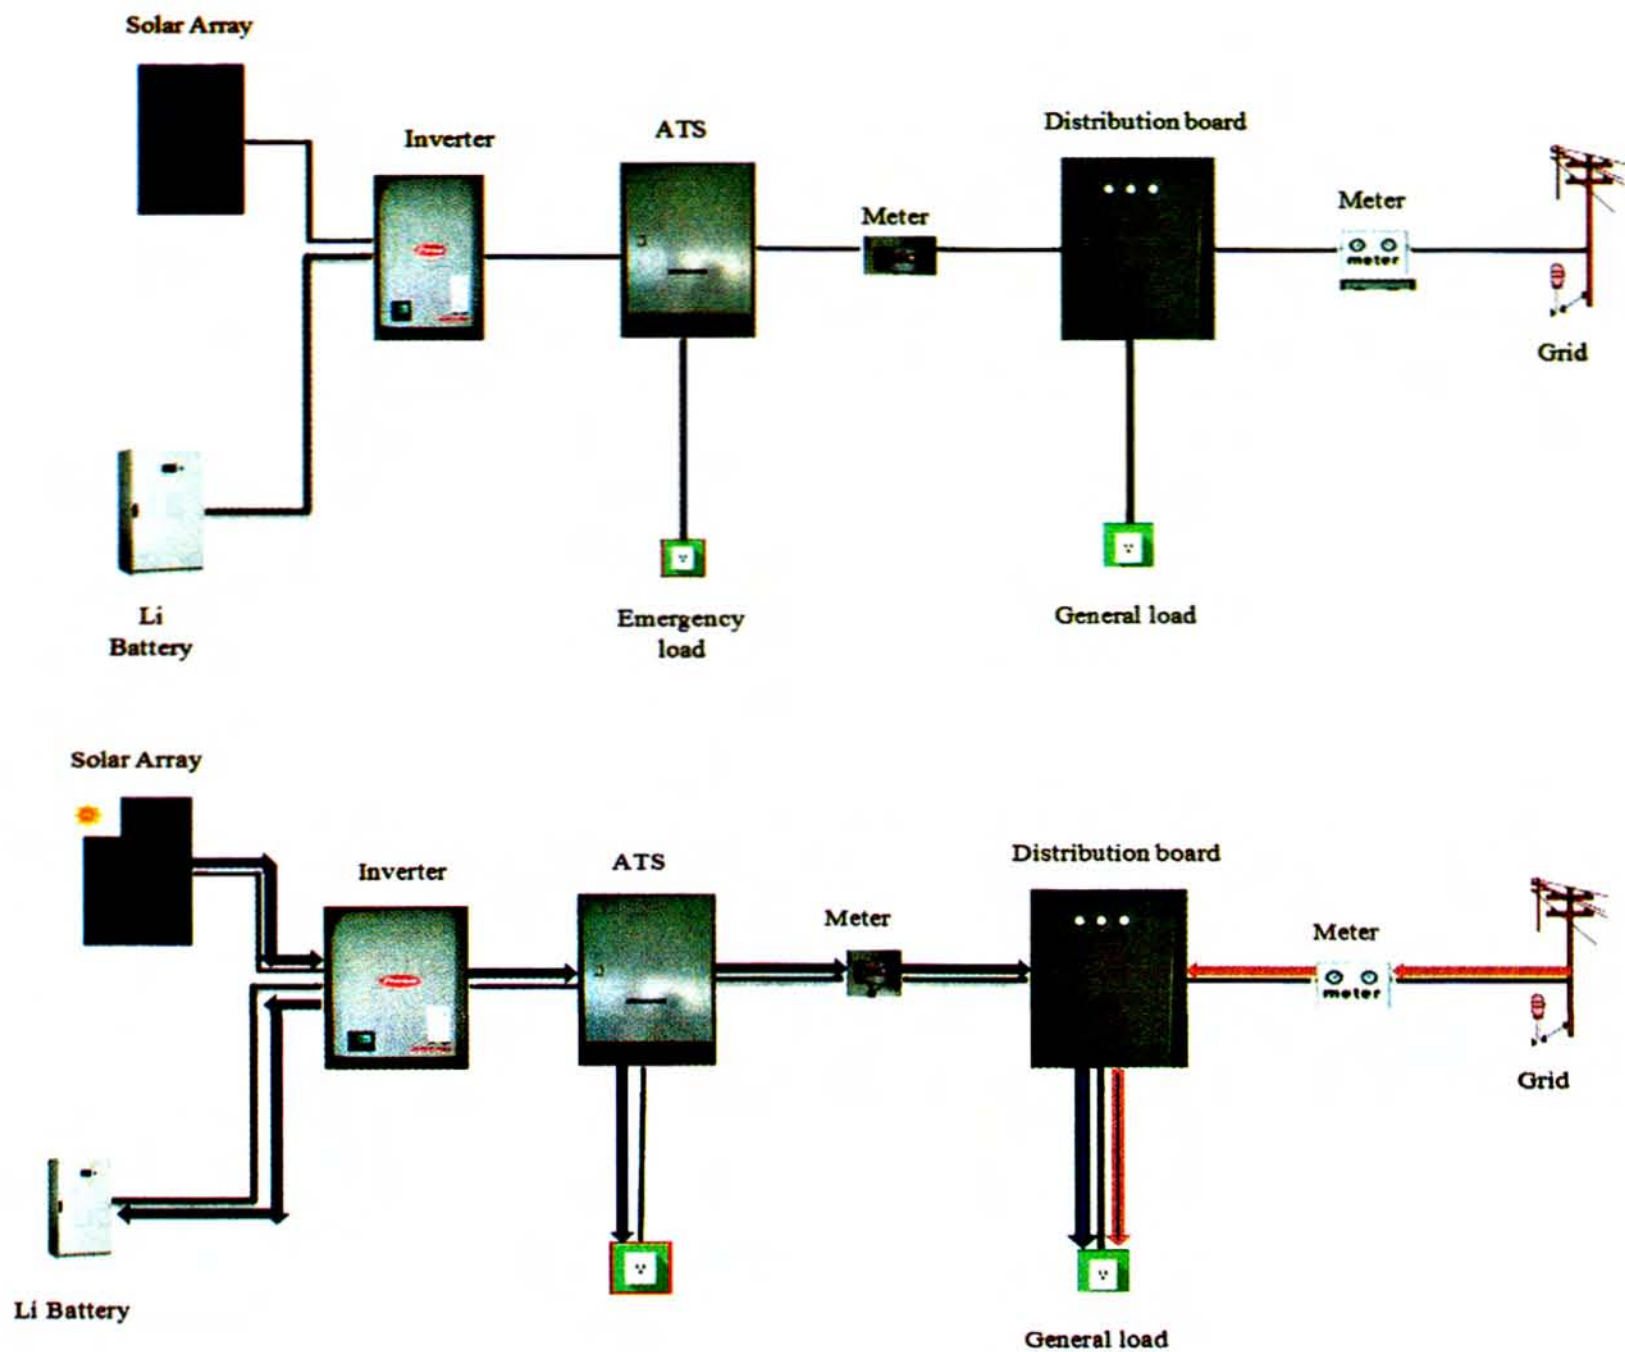 Solar Array
Inverter
ATS
Distribution board
Meter
Meter
meter
Grid
Li
Battery
Emergency
load
General load
Solar Array
Inverter
ATS
Distribution board
Meter
Meter
meter
Grid
Li Battery
General load